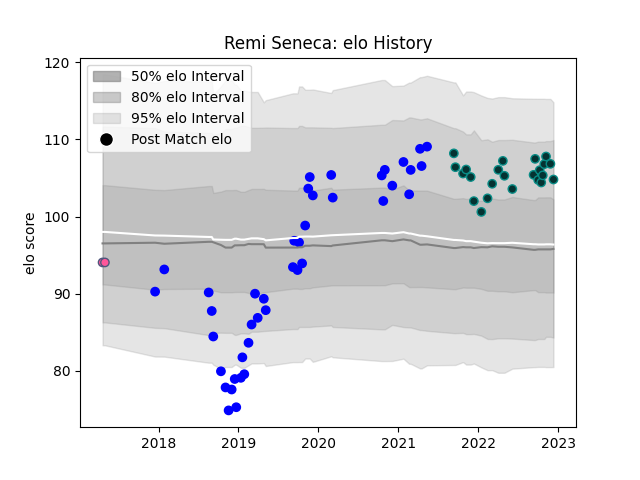 Remi Seneca: elo History
120
110
100
90
80
elo score
50% elo Interval
80% elo Interval
95% elo Interval
Post Match elo
2018
2019
2020
2021
2022
2023